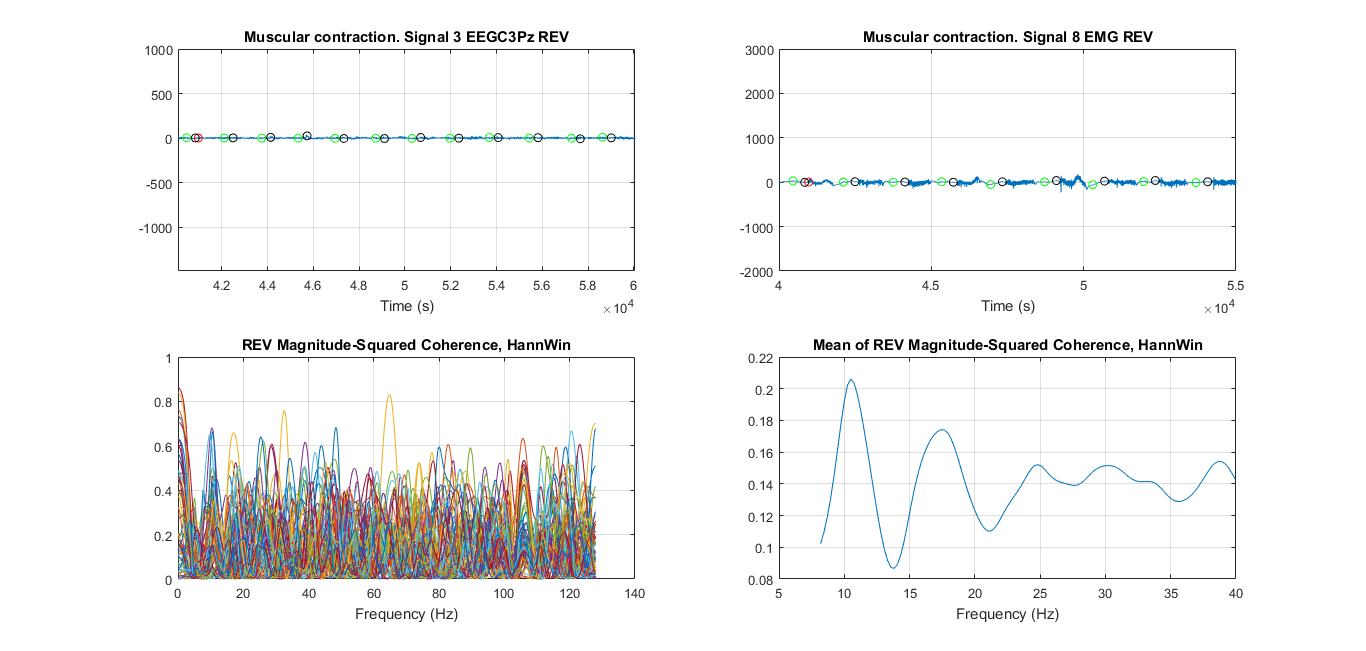 Muscular contraction. Signal 3 EEGC3Pz REV
1000
500
0
-500
-1000
4.2 4.4 4.6 4.8 5 5.2 5.4 5.6 5.8 6
Time (s)
×10^4
Muscular contraction. Signal 8 EMG REV
3000
2000
1000
0
-1000
-2000
4 4.5 5 5.5
Time (s)
×10^4
REV Magnitude-Squared Coherence, HannWin
1
0.8
0.6
0.4
0.2
0
0 20 40 60 80 100 120 140
Frequency (Hz)
Mean of REV Magnitude-Squared Coherence, HannWin
0.22
0.2
0.18
0.16
0.14
0.12
0.1
0.08
5 10 15 20 25 30 35 40
Frequency (Hz)